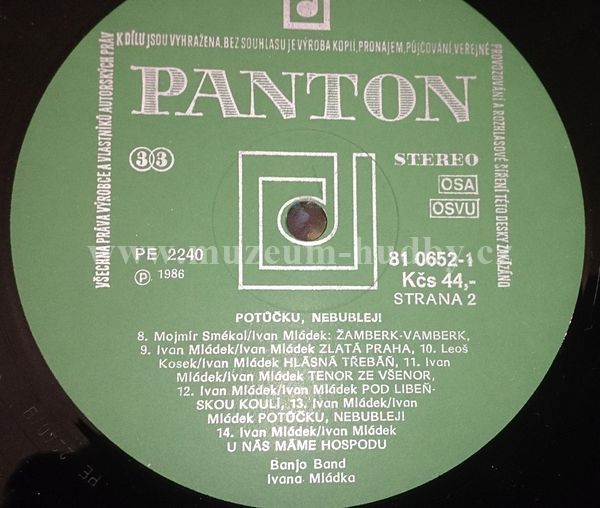 VŠECHNA PRÁVA VÝROBCE A VLASTNÍKŮ AUTORSKÝCH PRÁV
K DÍLU JSOU VYHRAŽENA. BEZ SOUHLASU JE VÝROBA KOPIÍ, PRONÁJEM, PŮJČOVÁNÍ VEŘEJNÉ
PROVOZOVÁNÍ A ROZHLASOVÉ ŠÍŘENÍ TÉTO DESKY ZAKÁZÁNO
PANTON
33
STEREO
OSA
OSVU
www.muzeum-hudby.cz
PE 2240
81 0652-1
Ⓟ 1986
Kčs 44,-
STRANA 2
POTŮČKU, NEBUBLEJ!
8. Mojmír Smékal/Ivan Mládek: ŽAMBERK-VAMBERK,
9. Ivan Mládek/Ivan Mládek ZLATÁ PRAHA, 10. Leoš
Kosek/Ivan Mládek HLÁSNÁ TŘEBÁŇ, 11. Ivan
Mládek/Ivan Mládek TENOR ZE VŠENOR,
12. Ivan Mládek/Ivan Mládek POD LIBEŇ-
SKOU KOULÍ, 13. Ivan Mládek/Ivan
Mládek POTŮČKU, NEBUBLEJ!
14. Ivan Mládek/Ivan Mládek
U NÁS MÁME HOSPODU
Banjo Band
Ivana Mládka